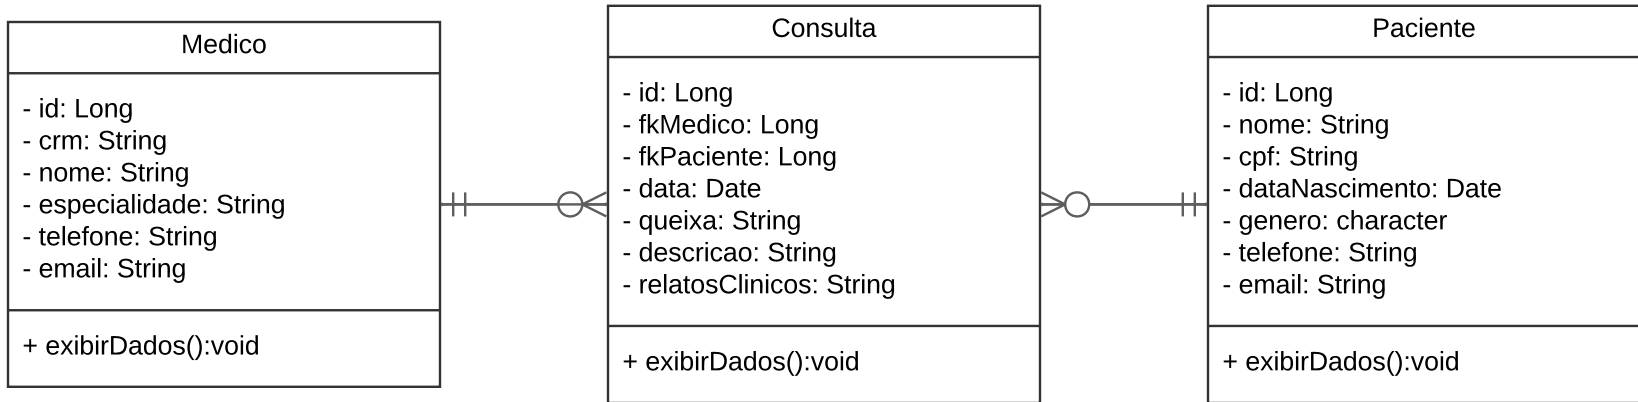 Medico
- id: Long
- crm: String
- nome: String
- especialidade: String
- telefone: String
- email: String
+ exibirDados():void
Consulta
- id: Long
- fkMedico: Long
- fkPaciente: Long
- data: Date
- queixa: String
- descricao: String
- relatosClinicos: String
+ exibirDados():void
Paciente
- id: Long
- nome: String
- cpf: String
- dataNascimento: Date
- genero: character
- telefone: String
- email: String
+ exibirDados():void